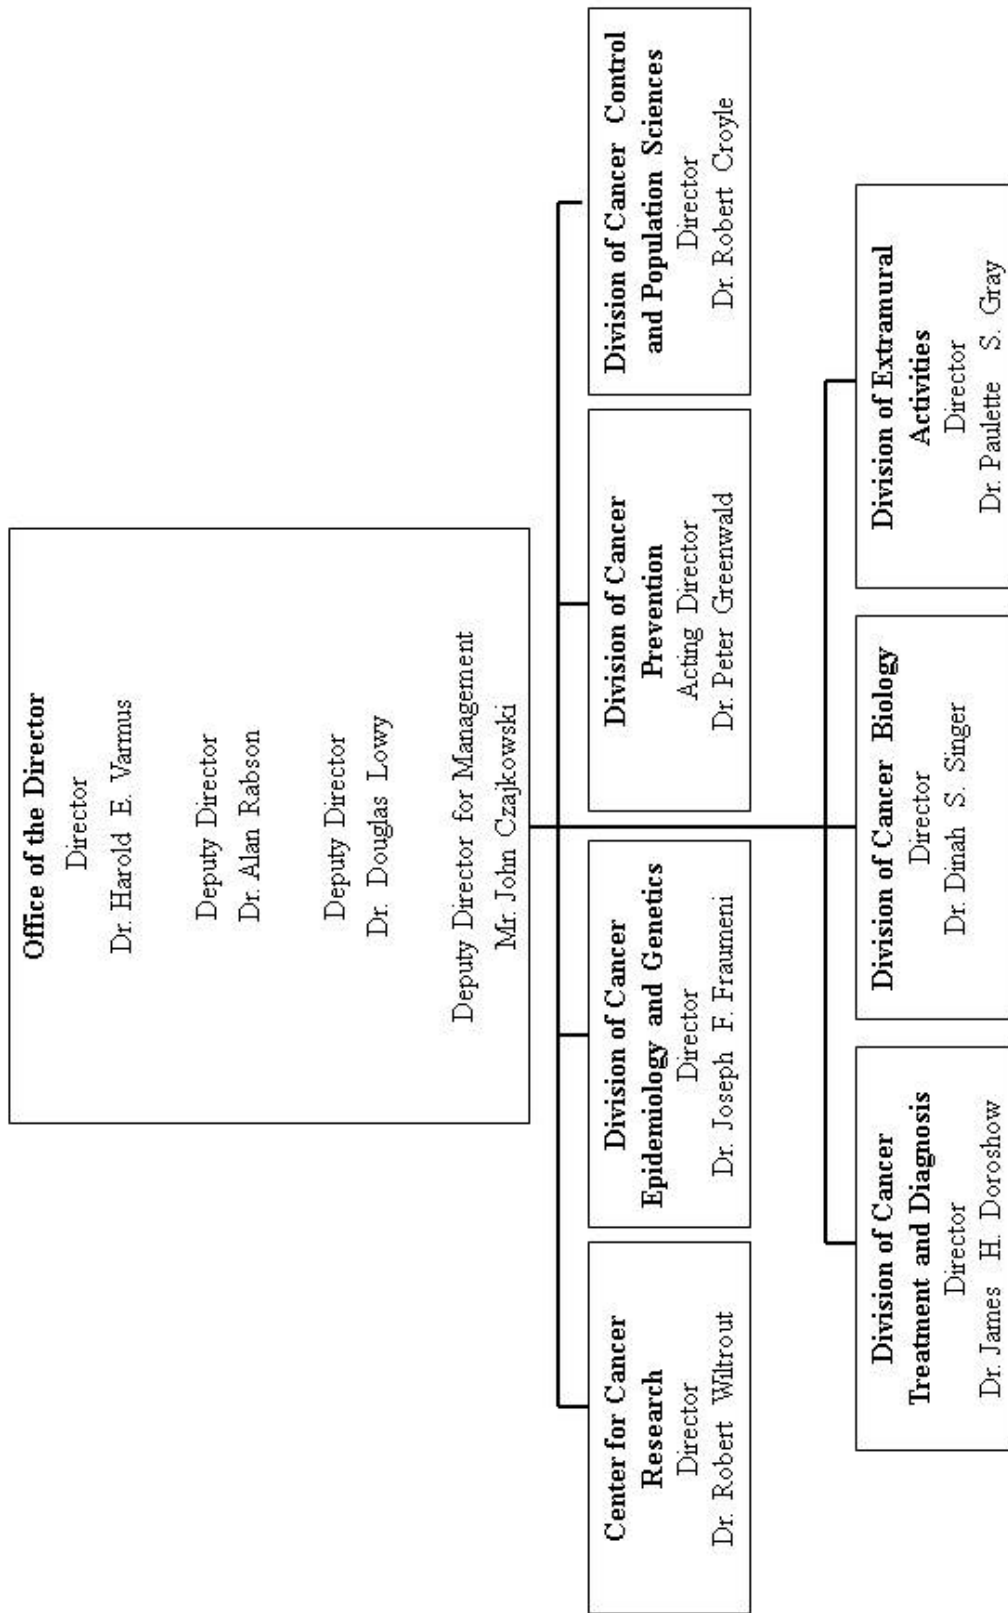 Office of the Director
Director
Dr. Harold E. Varmus
Deputy Director
Dr. Alan Rabson
Deputy Director
Dr. Douglas Lowy
Deputy Director for Management
Mr. John Czajkowski
Center for Cancer
Research
Director
Dr. Robert Wiltrout
Division of Cancer
Epidemiology and Genetics
Director
Dr. Joseph F. Fraumeni
Division of Cancer
Prevention
Acting Director
Dr. Peter Greenwald
Division of Cancer Control
and Population Sciences
Director
Dr. Robert Croyle
Division of Cancer
Treatment and Diagnosis
Director
Dr. James H. Doroshow
Division of Cancer Biology
Director
Dr. Dinah S. Singer
Division of Extramural
Activities
Director
Dr. Paulette S. Gray